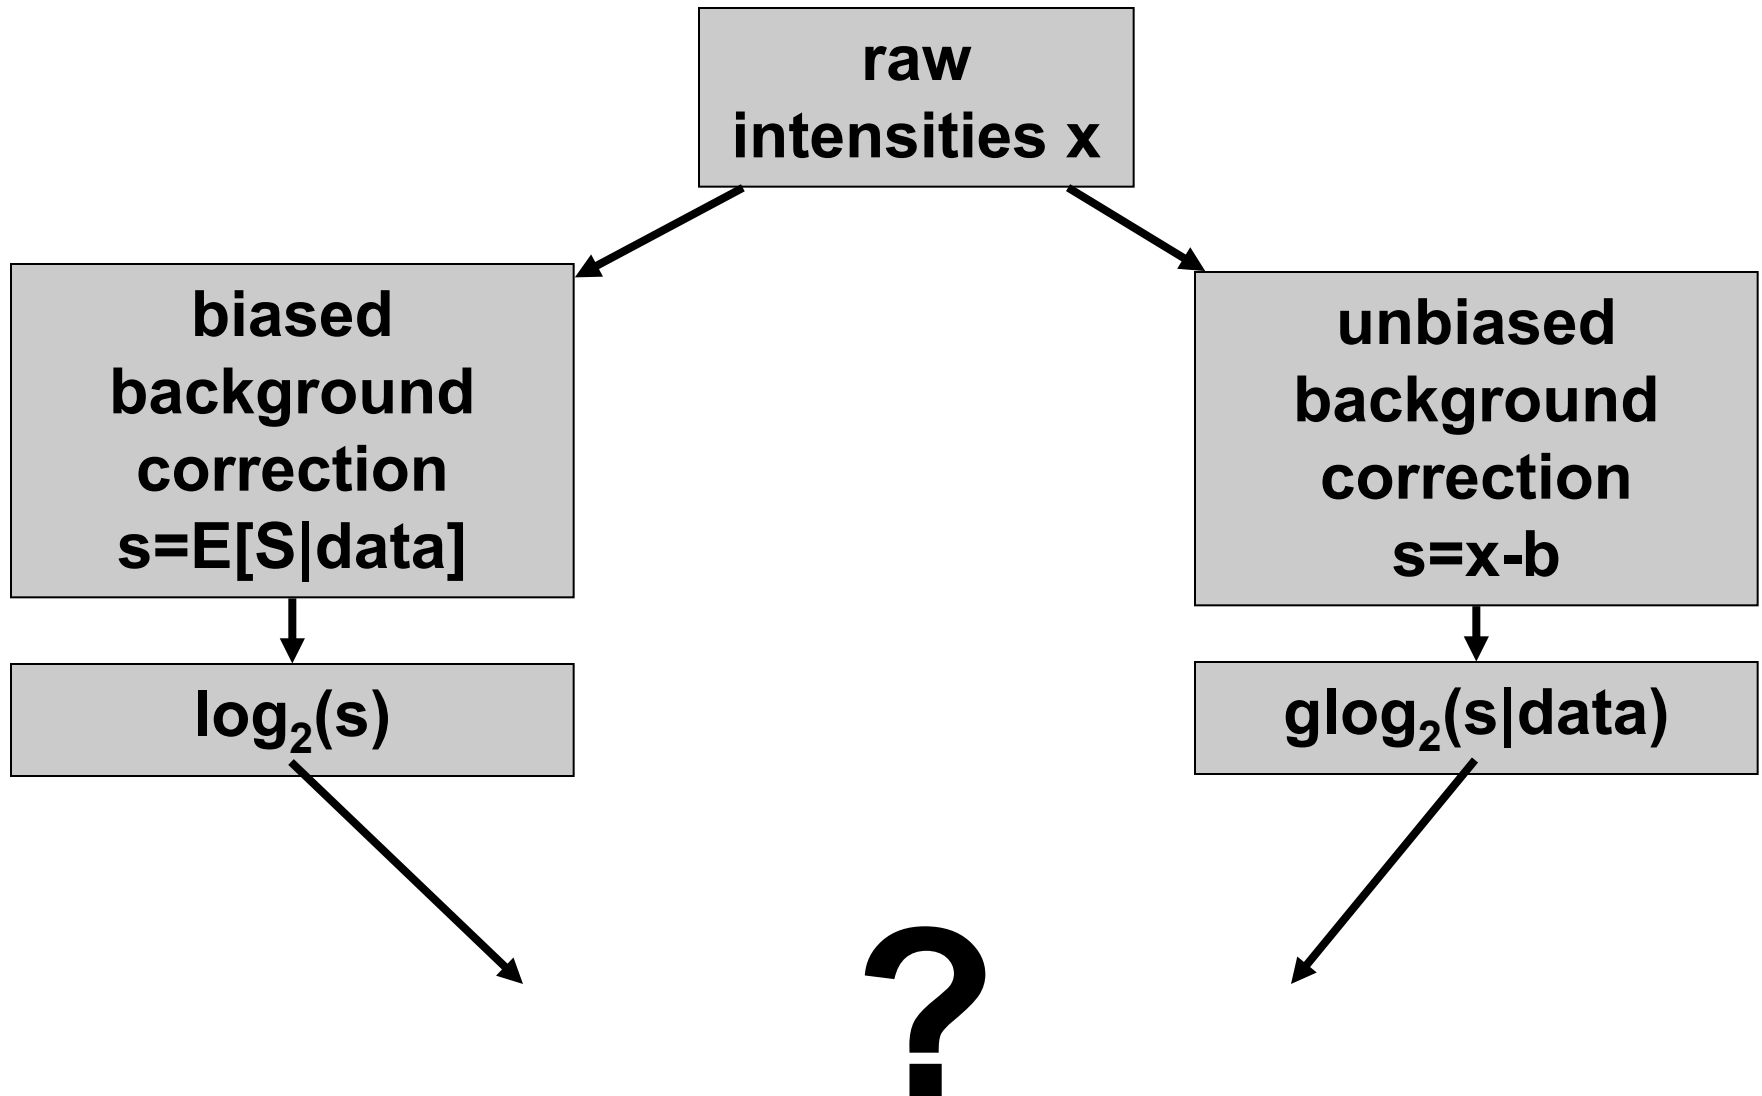 raw
intensities x
biased
background
correction
s=E[S|data]
unbiased
background
correction
s=x-b
log₂(s)
glog₂(s|data)
?